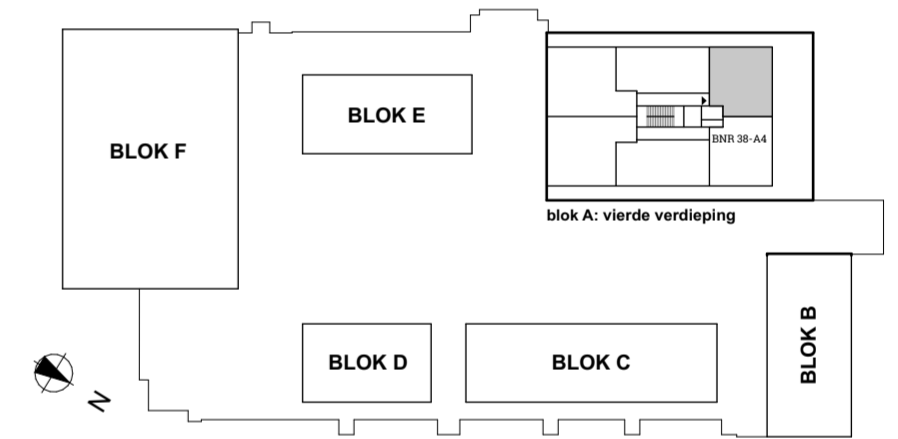 BLOK F
BLOK E
BNR 38-A4
blok A: vierde verdieping
BLOK D
BLOK C
BLOK B
N